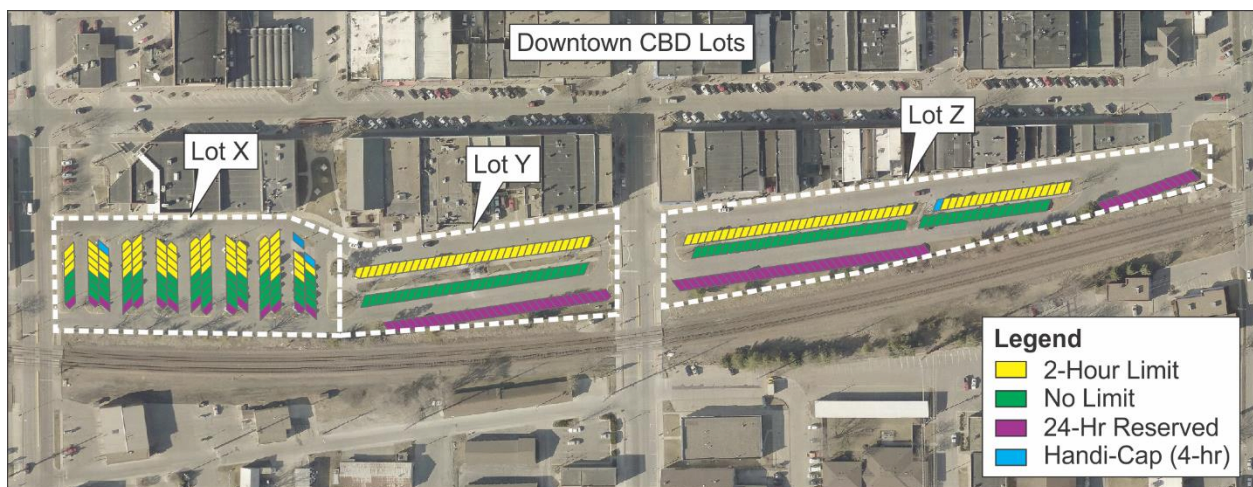 Downtown CBD Lots
Lot X
Lot Y
Lot Z
Legend
2-Hour Limit
No Limit
24-Hr Reserved
Handi-Cap (4-hr)